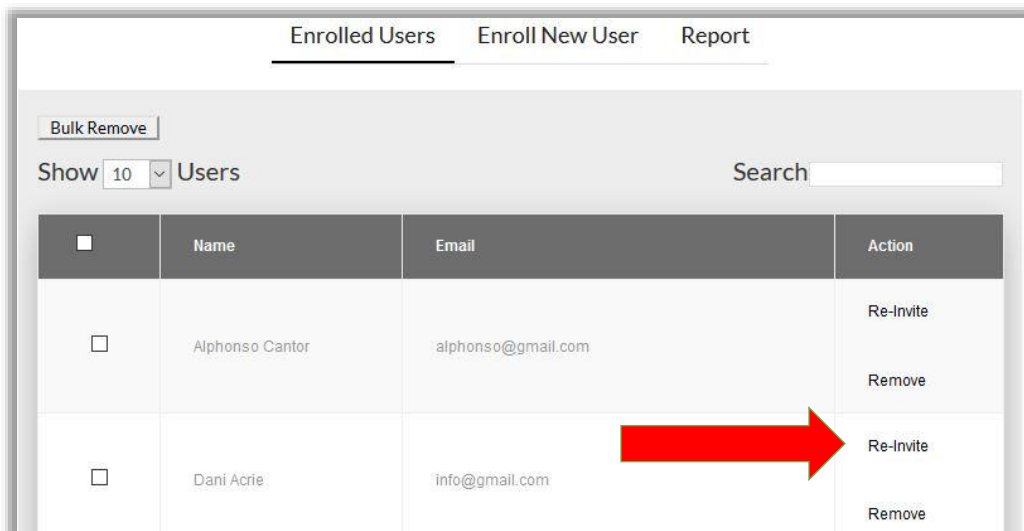 Enrolled Users Enroll New User Report
Bulk Remove
Show 10 Users Search
Name Email Action
Re-Invite
Alphonso Cantor alphonso@gmail.com
Remove
Re-Invite
Dani Acrie info@gmail.com
Remove